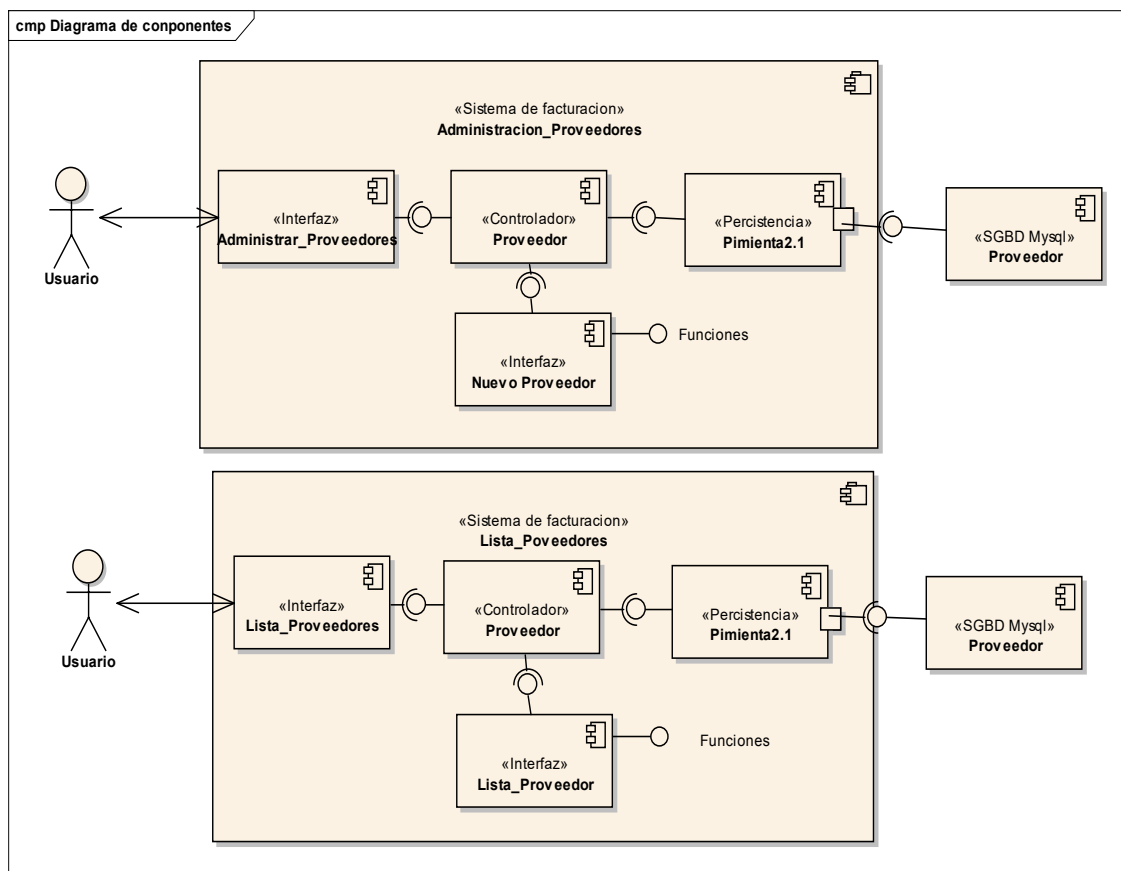 cmp Diagrama de conponentes
«Sistema de facturacion»
Administracion_Proveedores
Usuario
«Interfaz»
Administrar_Proveedores
«Controlador»
Proveedor
«Percistencia»
Pimienta2.1
«SGBD Mysql»
Proveedor
«Interfaz»
Nuevo Proveedor
Funciones
«Sistema de facturacion»
Lista_Poveedores
Usuario
«Interfaz»
Lista_Proveedores
«Controlador»
Proveedor
«Percistencia»
Pimienta2.1
«SGBD Mysql»
Proveedor
«Interfaz»
Lista_Proveedor
Funciones